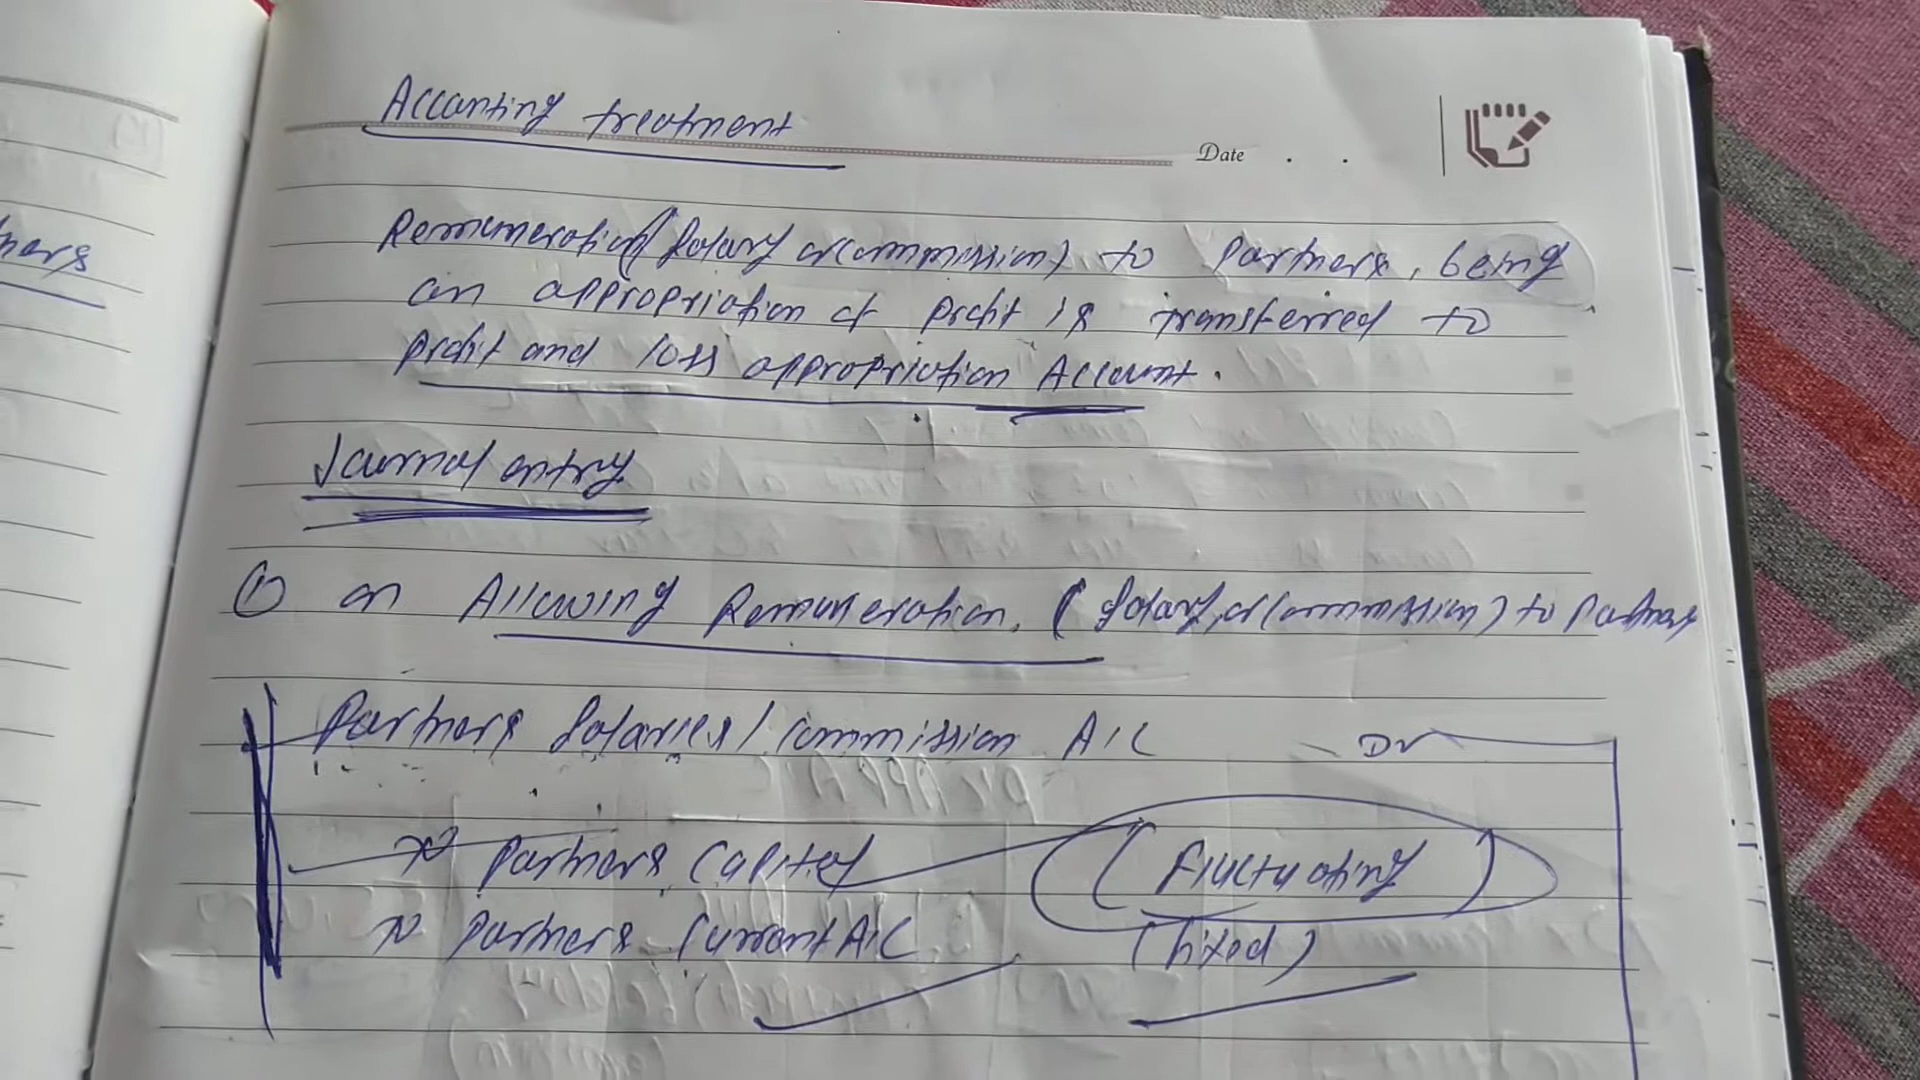 Accounting treatment
Date . .
ners
Remuneration (Salary or commission) to Partners, being
an appropriation of profit is transferred to
profit and loss appropriation Account.
Journal entry
① on Allowing Remuneration. (Salary, or commission) to Partners
Partners Salaries / commission A/C Dr
To Partners Capital (Fluctuating)
To Partners Current A/C (fixed)